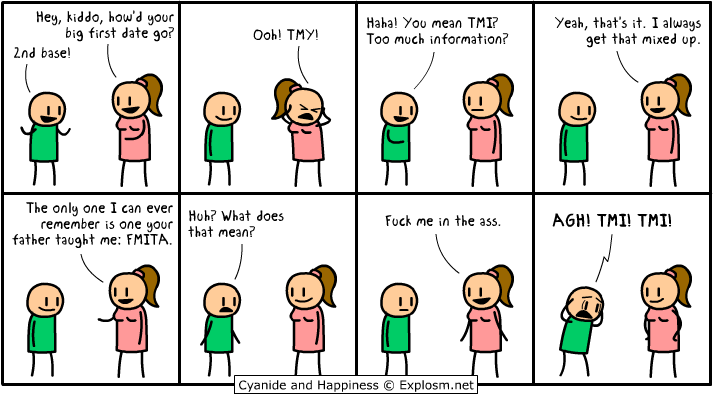 Hey, kiddo, how'd your
big first date go?
2nd base!
Ooh! TMY!
Haha! You mean TMI?
Too much information?
Yeah, that's it. I always
get that mixed up.
The only one I can ever
remember is one your
father taught me: FMITA.
Huh? What does
that mean?
Fuck me in the ass.
AGH! TMI! TMI!
Cyanide and Happiness © Explosm.net